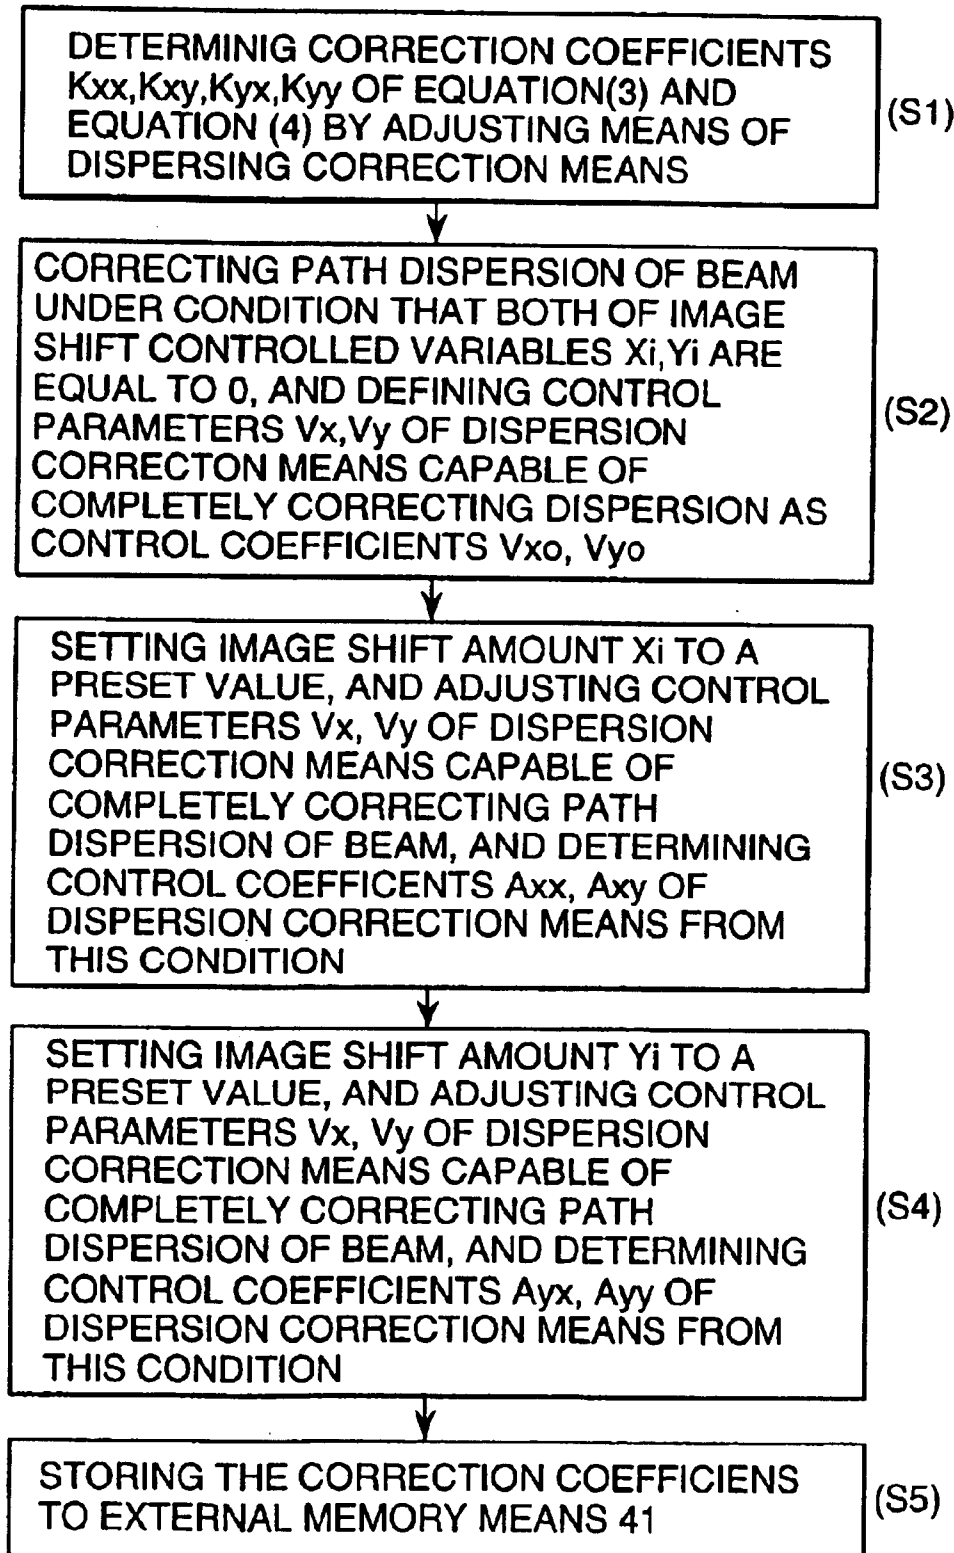 DETERMINIG CORRECTION COEFFICIENTS
Kxx,Kxy,Kyx,Kyy OF EQUATION(3) AND
EQUATION (4) BY ADJUSTING MEANS OF
DISPERSING CORRECTION MEANS
(S1)
CORRECTING PATH DISPERSION OF BEAM
UNDER CONDITION THAT BOTH OF IMAGE
SHIFT CONTROLLED VARIABLES Xi,Yi ARE
EQUAL TO 0, AND DEFINING CONTROL
PARAMETERS Vx,Vy OF DISPERSION
CORRECTON MEANS CAPABLE OF
COMPLETELY CORRECTING DISPERSION AS
CONTROL COEFFICIENTS Vxo, Vyo
(S2)
SETTING IMAGE SHIFT AMOUNT Xi TO A
PRESET VALUE, AND ADJUSTING CONTROL
PARAMETERS Vx, Vy OF DISPERSION
CORRECTION MEANS CAPABLE OF
COMPLETELY CORRECTING PATH
DISPERSION OF BEAM, AND DETERMINING
CONTROL COEFFICENTS Axx, Axy OF
DISPERSION CORRECTION MEANS FROM
THIS CONDITION
(S3)
SETTING IMAGE SHIFT AMOUNT Yi TO A
PRESET VALUE, AND ADJUSTING CONTROL
PARAMETERS Vx, Vy OF DISPERSION
CORRECTION MEANS CAPABLE OF
COMPLETELY CORRECTING PATH
DISPERSION OF BEAM, AND DETERMINING
CONTROL COEFFICIENTS Ayx, Ayy OF
DISPERSION CORRECTION MEANS FROM
THIS CONDITION
(S4)
STORING THE CORRECTION COEFFICIENS
TO EXTERNAL MEMORY MEANS 41
(S5)